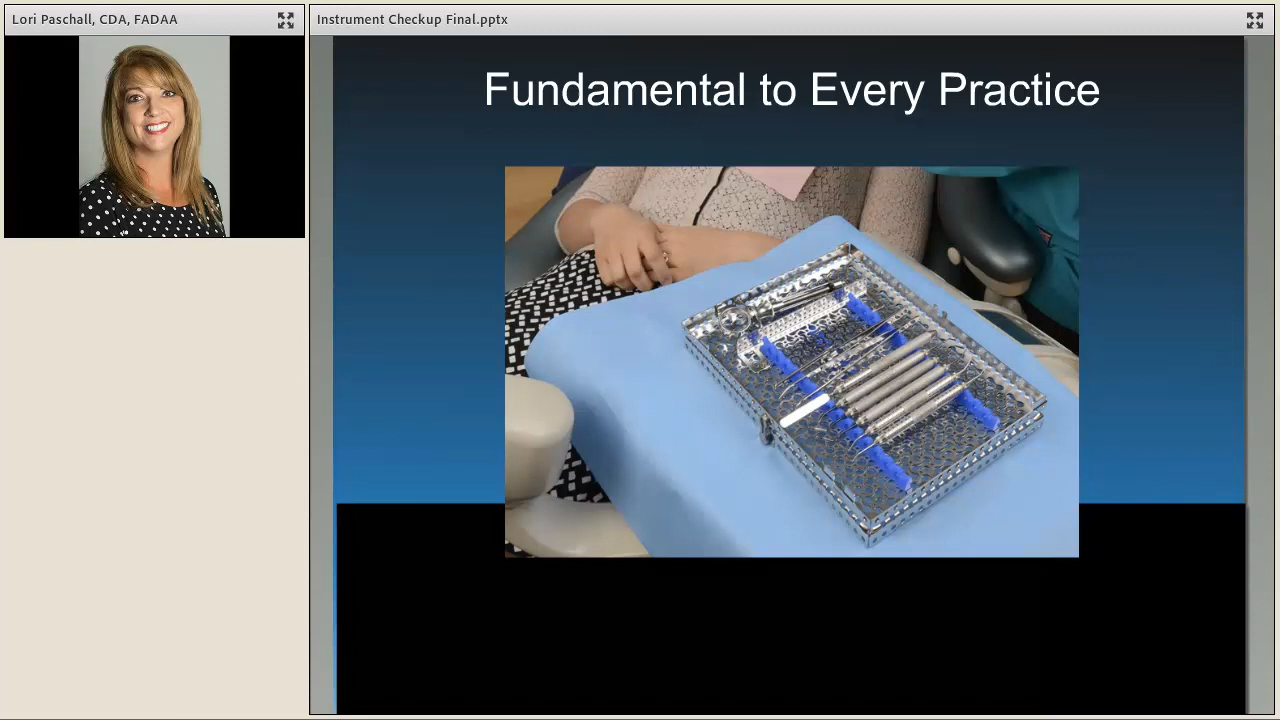 Lori Paschall, CDA, FADAA
Instrument Checkup Final.pptx
Fundamental to Every Practice